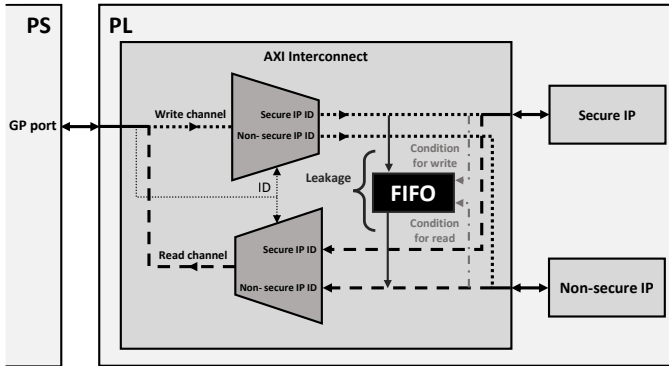 PS
PL
AXI Interconnect
Write channel
Secure IP ID
Non- secure IP ID
GP port
Secure IP
Condition
for write
Leakage
ID
FIFO
Condition
for read
Read channel
Secure IP ID
Non- secure IP ID
Non-secure IP